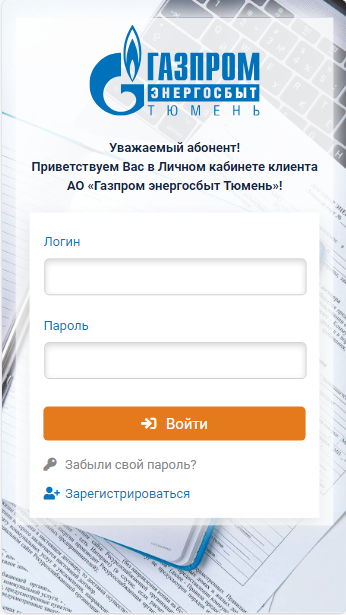 ГАЗПРОМ
ЭНЕРГОСБЫТ
ТЮМЕНЬ
Уважаемый абонент!
Приветствуем Вас в Личном кабинете клиента
АО «Газпром энергосбыт Тюмень»!
Логин
Пароль
Войти
Забыли свой пароль?
Зарегистрироваться